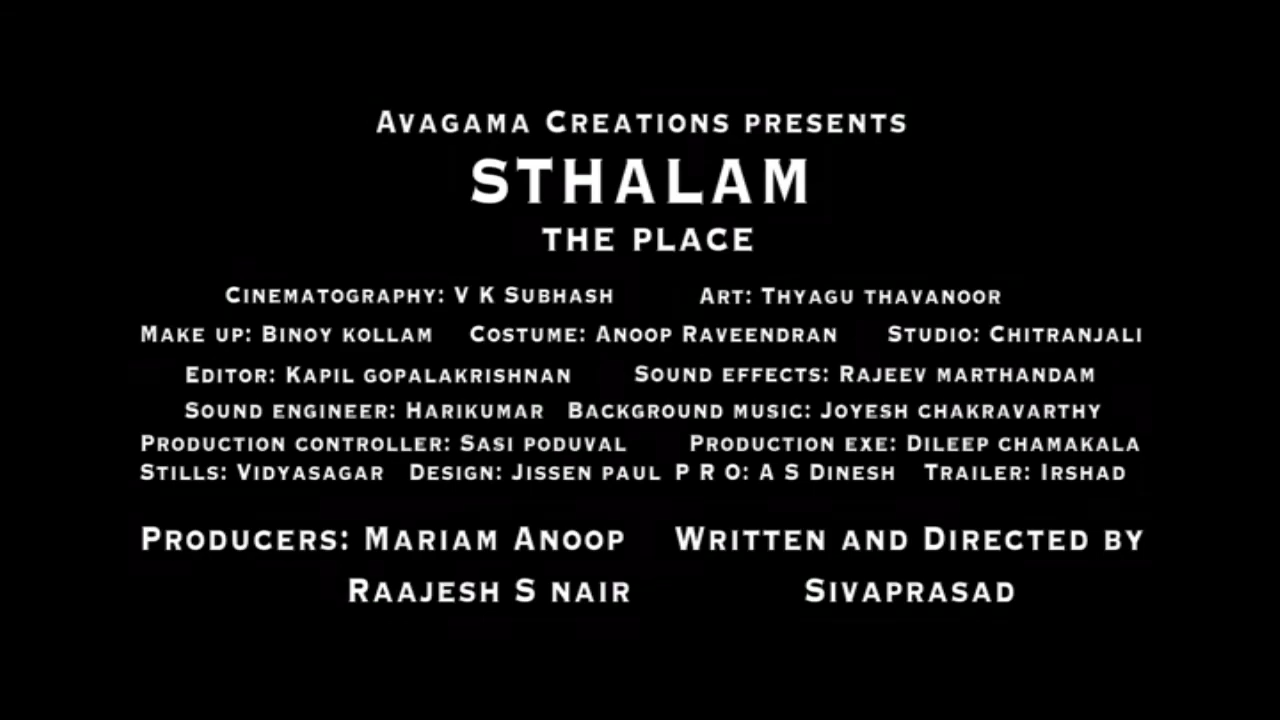 Avagama Creations presents
STHALAM
THE PLACE
Cinematography: V K Subhash Art: Thyagu thavanoor
Make up: Binoy kollam Costume: Anoop Raveendran Studio: Chitranjali
Editor: Kapil gopalakrishnan Sound effects: Rajeev marthandam
Sound engineer: Harikumar Background music: Joyesh chakravarthy
Production controller: Sasi poduval Production exe: Dileep chamakala
Stills: Vidyasagar Design: Jissen paul P R O: A S Dinesh Trailer: Irshad
Producers: Mariam Anoop Written and Directed by
Raajesh S nair Sivaprasad